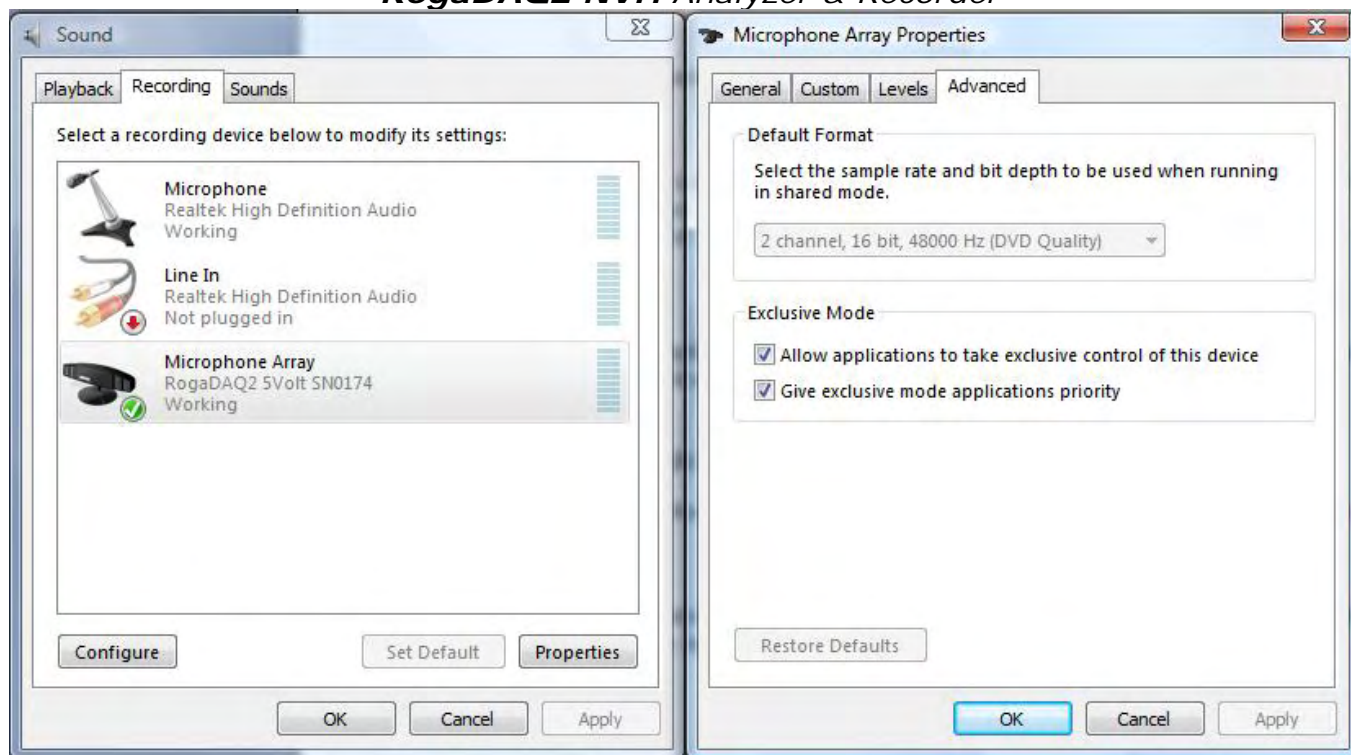 RogaDAQ2 NVH Analyzer & Recorder
Sound
Playback Recording Sounds
Select a recording device below to modify its settings:
Microphone
Realtek High Definition Audio
Working
Line In
Realtek High Definition Audio
Not plugged in
Microphone Array
RogaDAQ2 5Volt SN0174
Working
Configure Set Default Properties
OK Cancel Apply
Microphone Array Properties
General Custom Levels Advanced
Default Format
Select the sample rate and bit depth to be used when running
in shared mode.
2 channel, 16 bit, 48000 Hz (DVD Quality)
Exclusive Mode
Allow applications to take exclusive control of this device
Give exclusive mode applications priority
Restore Defaults
OK Cancel Apply